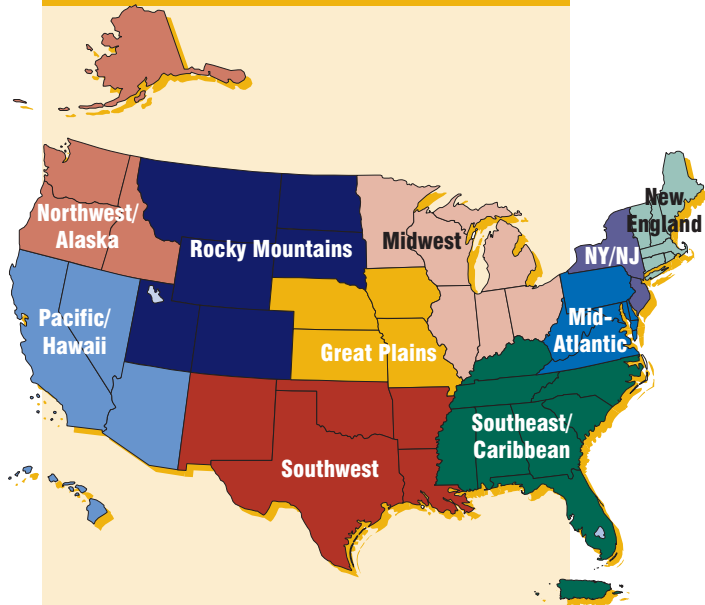 New
England
Northwest/
Alaska
Rocky Mountains
Midwest
NY/NJ
Pacific/
Hawaii
Great Plains
Mid-
Atlantic
Southeast/
Caribbean
Southwest